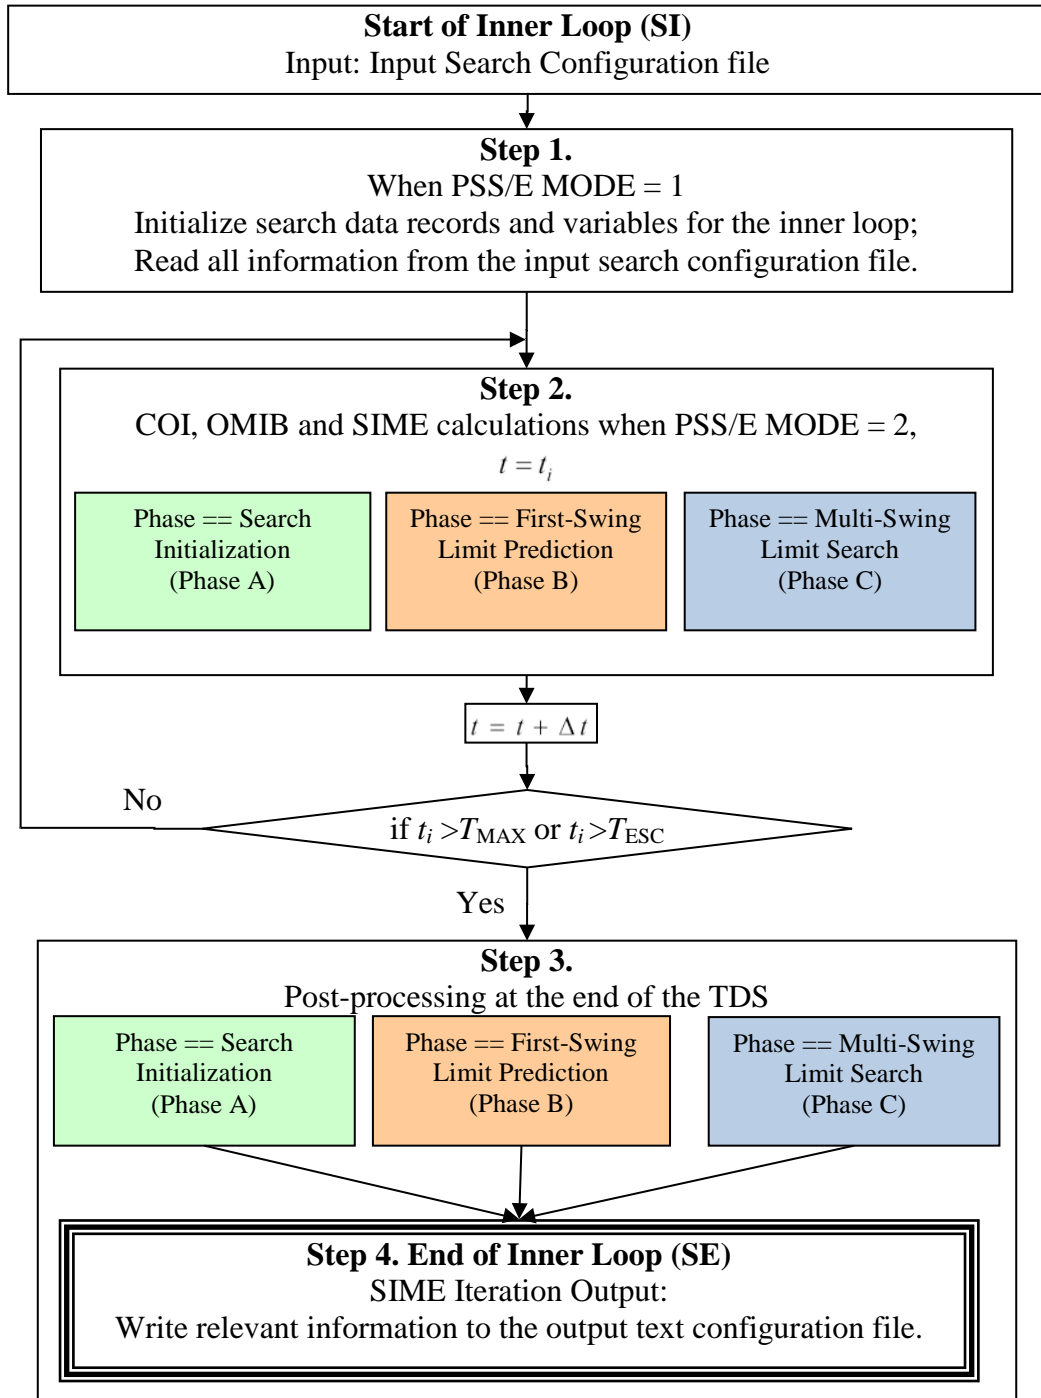 Start of Inner Loop (SI)
Input: Input Search Configuration file
Step 1.
When PSS/E MODE = 1
Initialize search data records and variables for the inner loop;
Read all information from the input search configuration file.
Step 2.
COI, OMIB and SIME calculations when PSS/E MODE = 2,
t = t_i
Phase == Search
Initialization
(Phase A)
Phase == First-Swing
Limit Prediction
(Phase B)
Phase == Multi-Swing
Limit Search
(Phase C)
t = t + Δt
No
if t_i >T_MAX or t_i >T_ESC
Yes
Step 3.
Post-processing at the end of the TDS
Phase == Search
Initialization
(Phase A)
Phase == First-Swing
Limit Prediction
(Phase B)
Phase == Multi-Swing
Limit Search
(Phase C)
Step 4. End of Inner Loop (SE)
SIME Iteration Output:
Write relevant information to the output text configuration file.